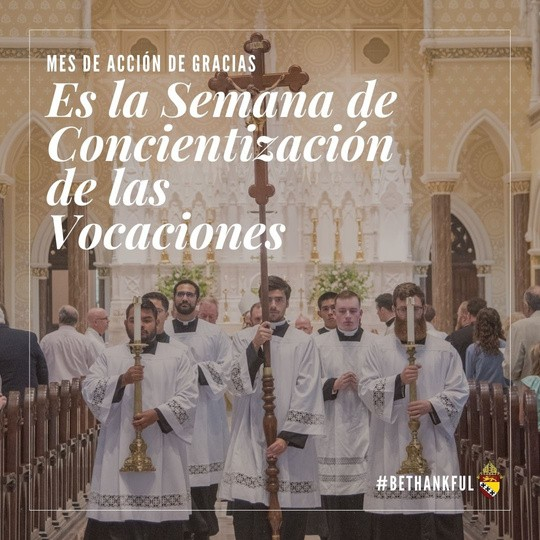 MES DE ACCIÓN DE GRACIAS
Es la Semana de
Concientización
de las
Vocaciones
#BETHANKFUL